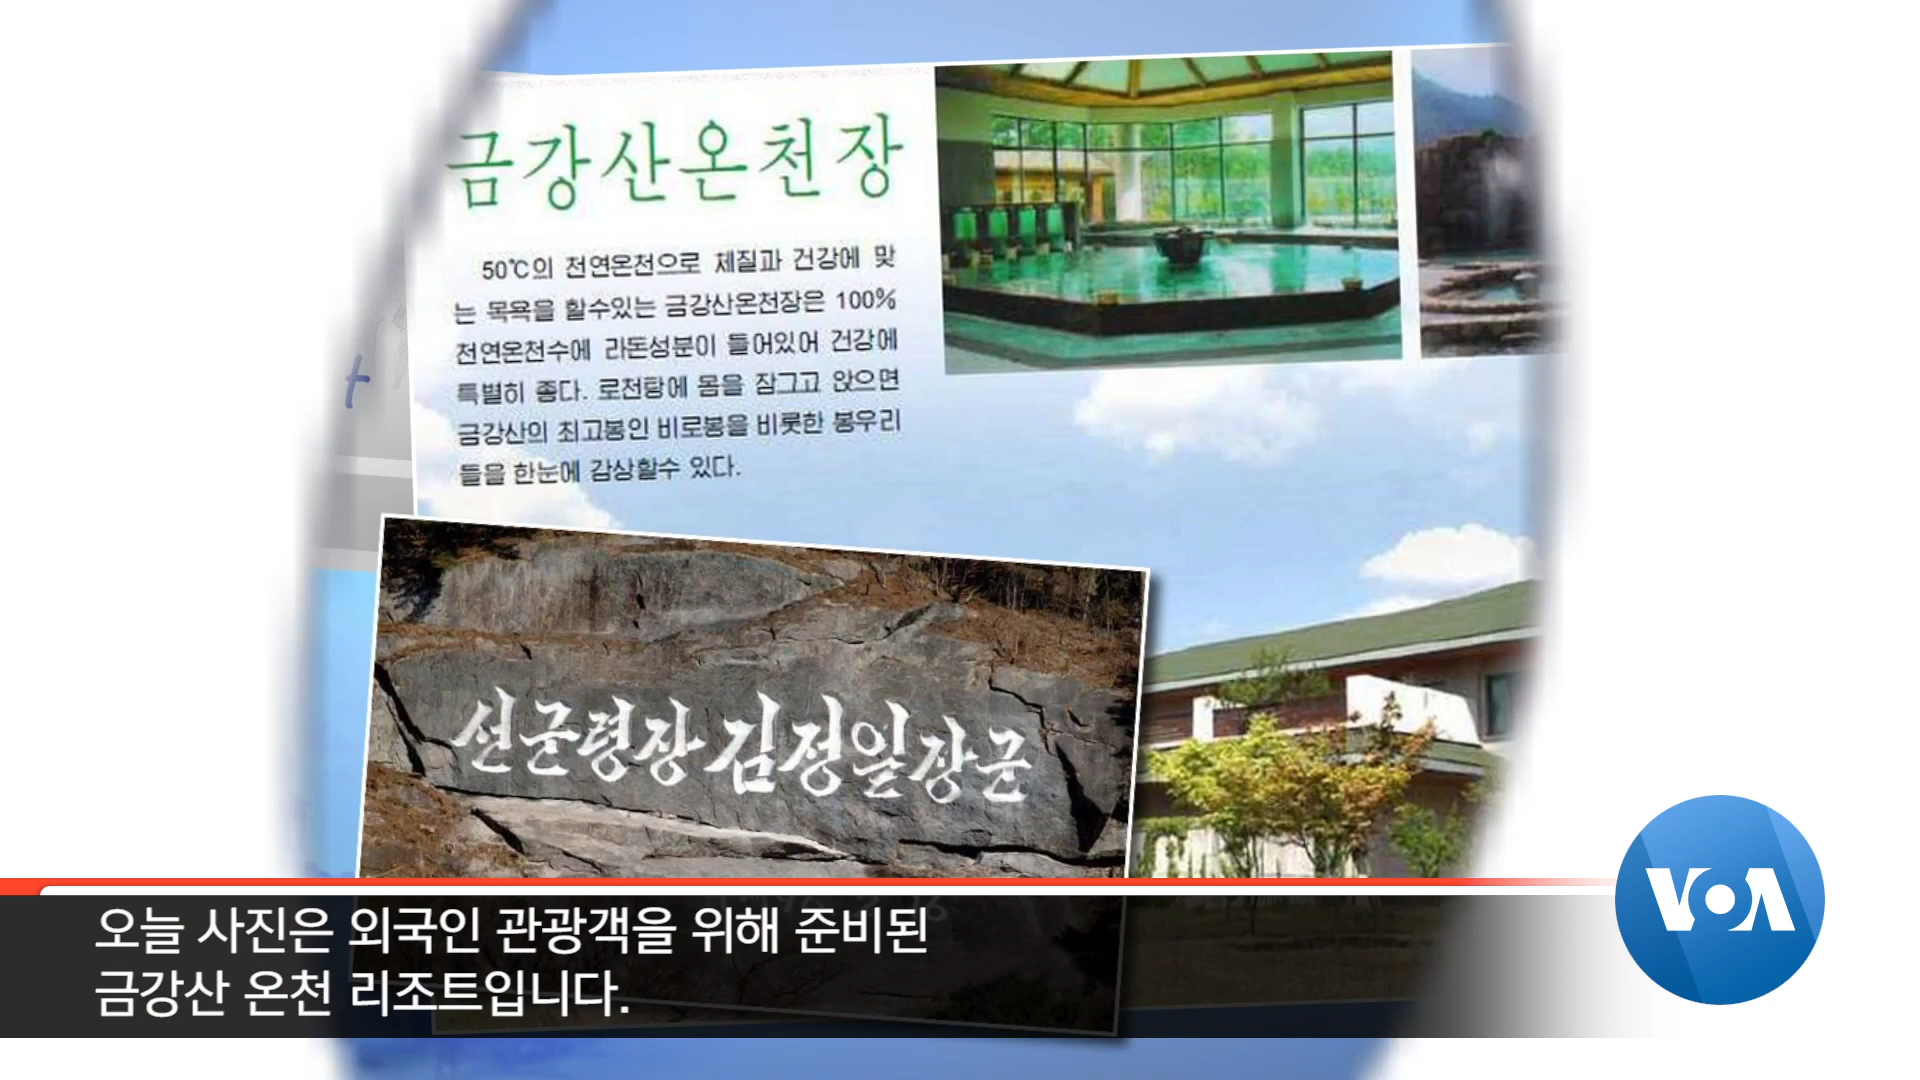 금강산온천장
50℃의 천연온천으로 체질과 건강에 맞
는 목욕을 할수있는 금강산온천장은 100%
천연온천수에 라돈성분이 들어있어 건강에
특별히 좋다. 로천탕에 몸을 잠그고 앉으면
금강산의 최고봉인 비로봉을 비롯한 봉우리
들을 한눈에 감상할수 있다.
선군령장 김정일장군
오늘 사진은 외국인 관광객을 위해 준비된
금강산 온천 리조트입니다.
VOA